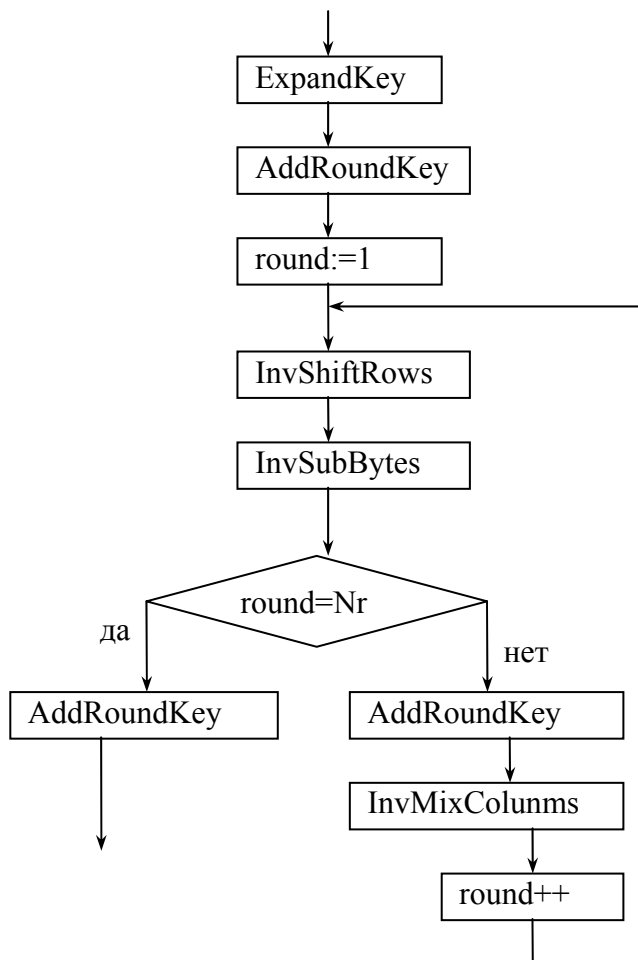 ExpandKey
AddRoundKey
round:=1
InvShiftRows
InvSubBytes
round=Nr
да
нет
AddRoundKey
AddRoundKey
InvMixColunms
round++